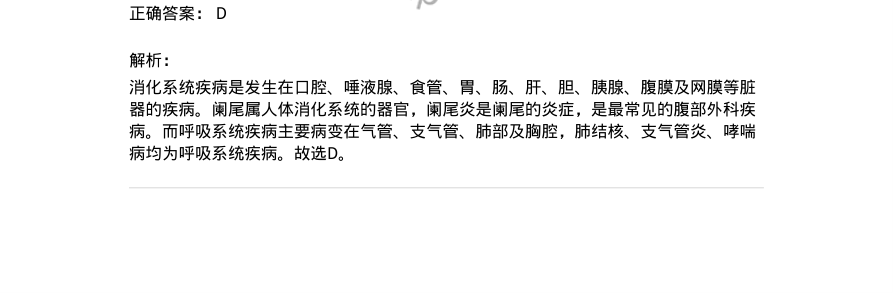 正确答案： D
解析：
消化系统疾病是发生在口腔、唾液腺、食管、胃、肠、肝、胆、胰腺、腹膜及网膜等脏
器的疾病。阑尾属人体消化系统的器官，阑尾炎是阑尾的炎症，是最常见的腹部外科疾
病。而呼吸系统疾病主要病变在气管、支气管、肺部及胸腔，肺结核、支气管炎、哮喘
病均为呼吸系统疾病。故选D。